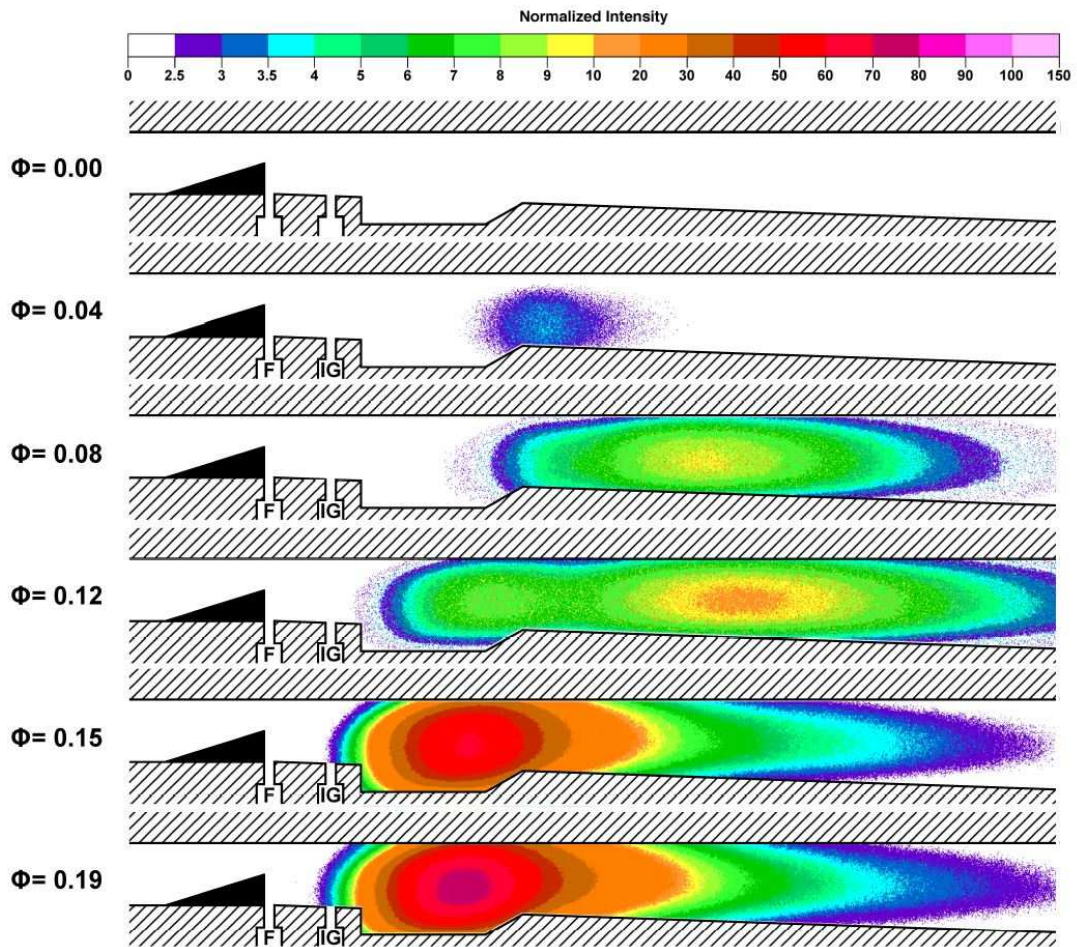 Normalized Intensity
0 2.5 3 3.5 4 5 6 7 8 9 10 20 30 40 50 60 70 80 90 100 150
Φ= 0.00
Φ= 0.04
F IG
Φ= 0.08
F IG
Φ= 0.12
F IG
Φ= 0.15
F IG
Φ= 0.19
F IG